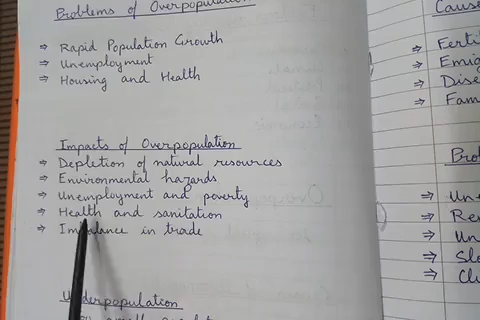 Problems of Overpopulation
⇒ Rapid Population Growth
⇒ Unemployment
⇒ Housing and Health
Impacts of Overpopulation
⇒ Depletion of natural resources
⇒ Environmental hazards
⇒ Unemployment and poverty
⇒ Health and sanitation
⇒ Imbalance in trade
Underpopulation
Cause
⇒ Ferti
⇒ Emig
⇒ Dise
⇒ Fam
Pro
⇒ Un
⇒ Re
⇒ Un
⇒ Slo
⇒ Cl